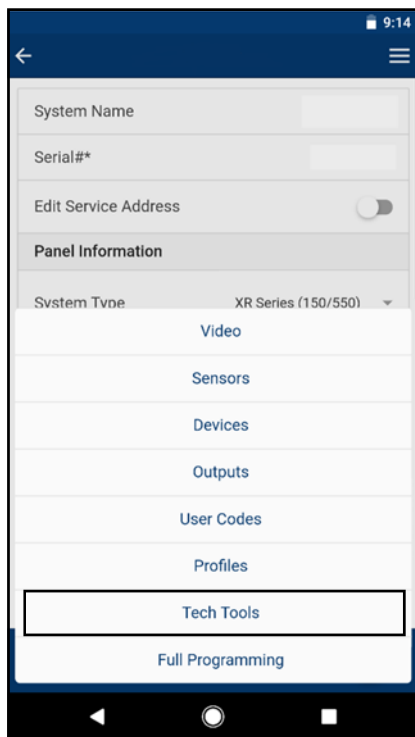 9:14
System Name
Serial#*
Edit Service Address
Panel Information
System Type XR Series (150/550)
Video
Sensors
Devices
Outputs
User Codes
Profiles
Tech Tools
Full Programming